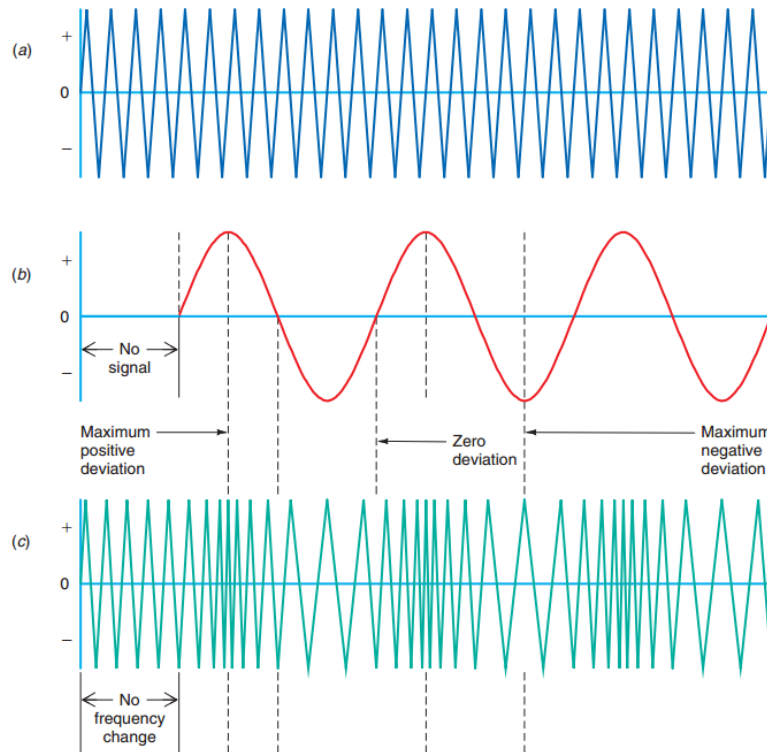 (a)
+
0
−
(b)
+
0
−
No
signal
Maximum
positive
deviation
Zero
deviation
Maximum
negative
deviation
(c)
+
0
−
No
frequency
change